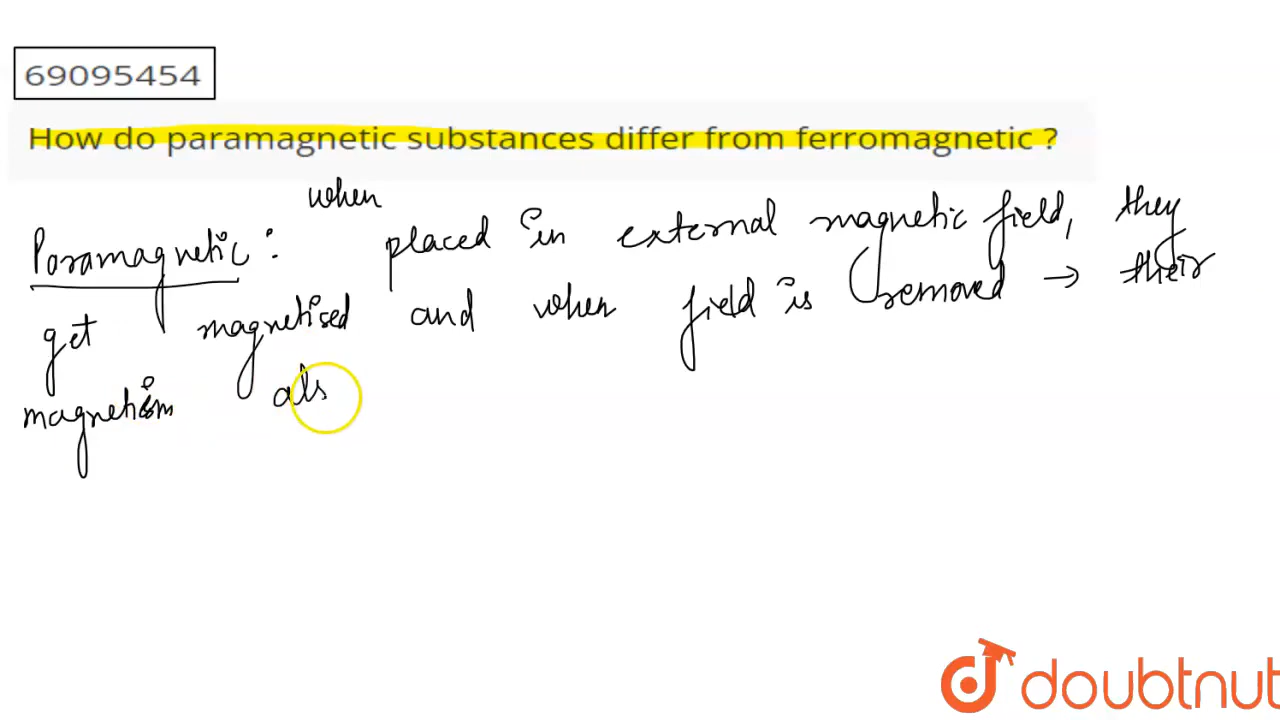 69095454
How do paramagnetic substances differ from ferromagnetic ?
Paramagnetic : when placed in external magnetic field, they
get magnetised and when field is removed → their
magnetism als
doubtnut